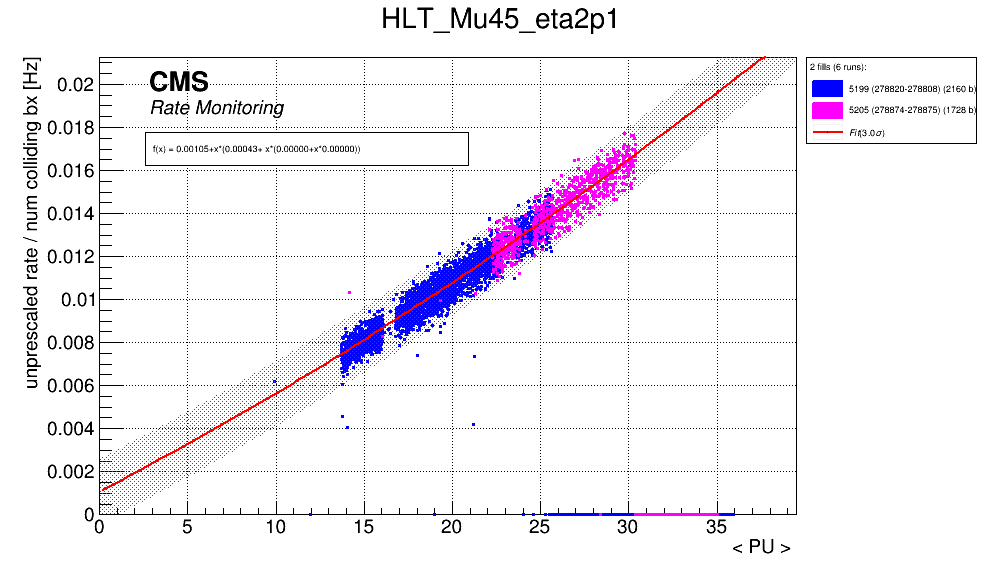 HLT_Mu45_eta2p1
unprescaled rate / num colliding bx [Hz]
CMS
Rate Monitoring
f(x) = 0.00105+x*(0.00043+ x*(0.00000+x*0.00000))
0.02
0.018
0.016
0.014
0.012
0.01
0.008
0.006
0.004
0.002
0
0 5 10 15 20 25 30 35
< PU >
2 fills (6 runs):
5199 (278820-278808) (2160 b)
5205 (278874-278875) (1728 b)
Fit(3.0σ)